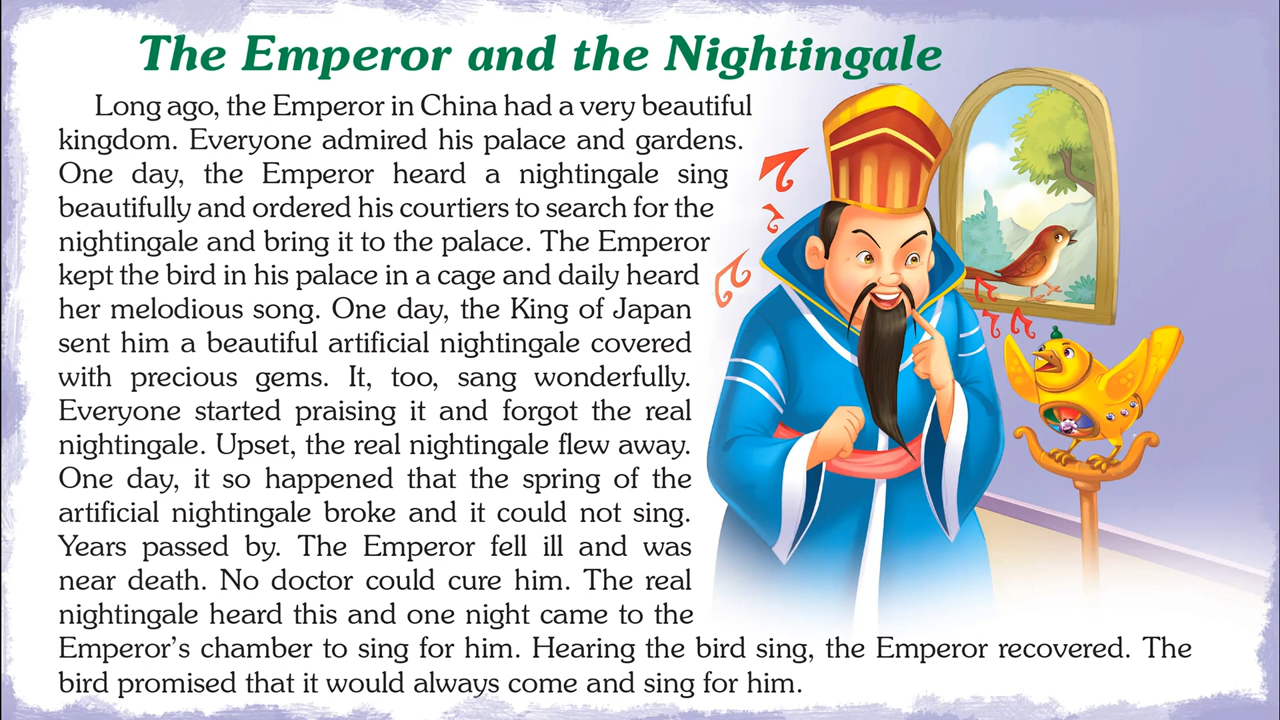 The Emperor and the Nightingale
Long ago, the Emperor in China had a very beautiful
kingdom. Everyone admired his palace and gardens.
One day, the Emperor heard a nightingale sing
beautifully and ordered his courtiers to search for the
nightingale and bring it to the palace. The Emperor
kept the bird in his palace in a cage and daily heard
her melodious song. One day, the King of Japan
sent him a beautiful artificial nightingale covered
with precious gems. It, too, sang wonderfully.
Everyone started praising it and forgot the real
nightingale. Upset, the real nightingale flew away.
One day, it so happened that the spring of the
artificial nightingale broke and it could not sing.
Years passed by. The Emperor fell ill and was
near death. No doctor could cure him. The real
nightingale heard this and one night came to the
Emperor's chamber to sing for him. Hearing the bird sing, the Emperor recovered. The
bird promised that it would always come and sing for him.